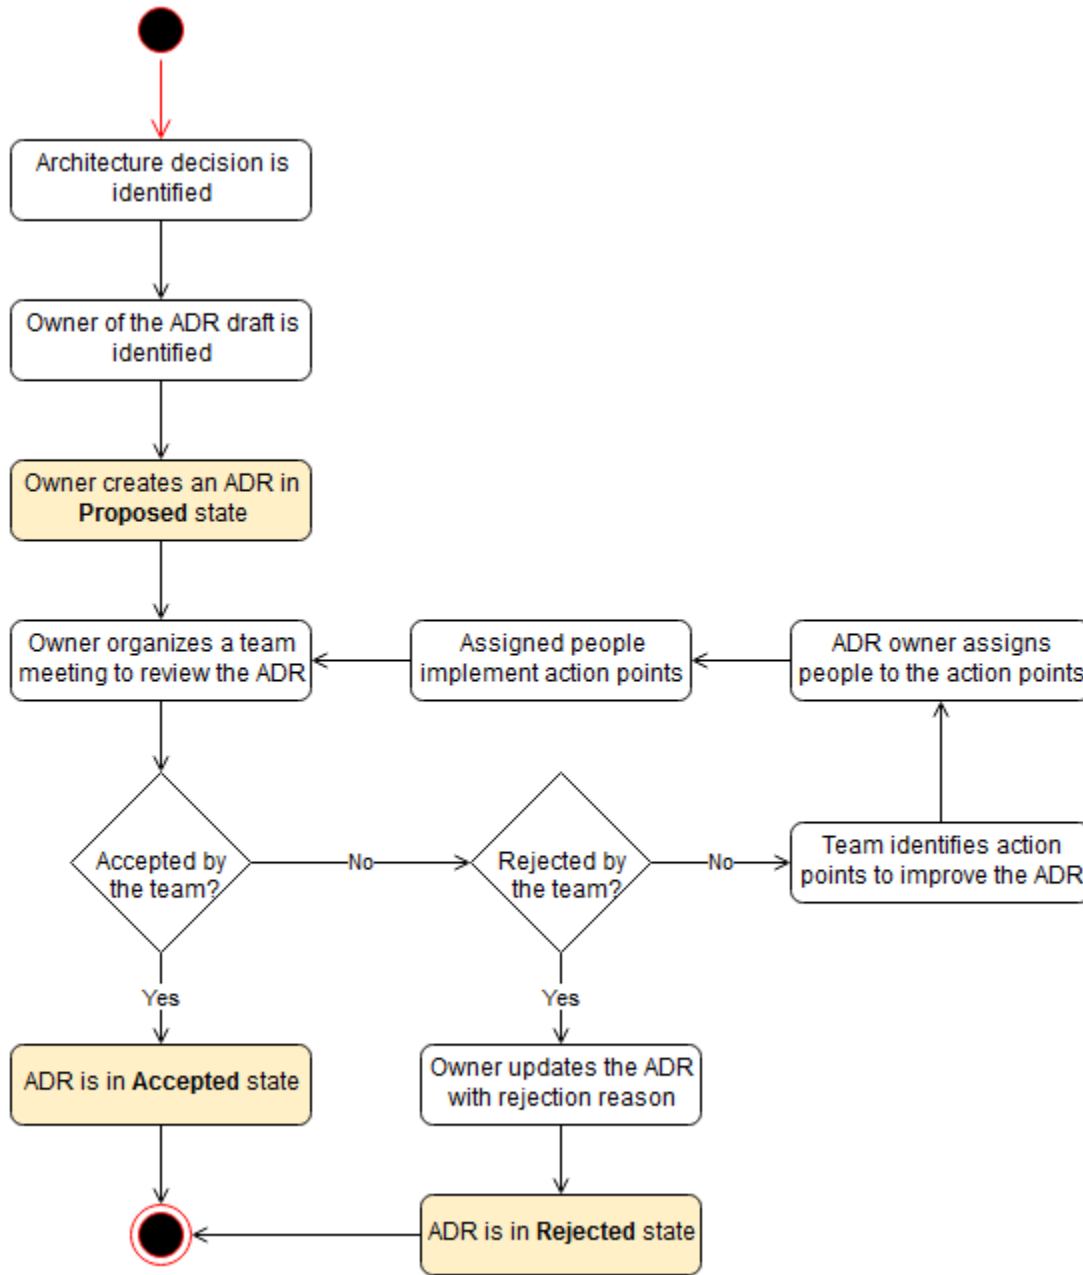 Architecture decision is
identified
Owner of the ADR draft is
identified
Owner creates an ADR in
Proposed state
Owner organizes a team
meeting to review the ADR
Assigned people
implement action points
ADR owner assigns
people to the action points
Accepted by
the team?
No
Rejected by
the team?
No
Team identifies action
points to improve the ADR
Yes
Yes
ADR is in Accepted state
Owner updates the ADR
with rejection reason
ADR is in Rejected state